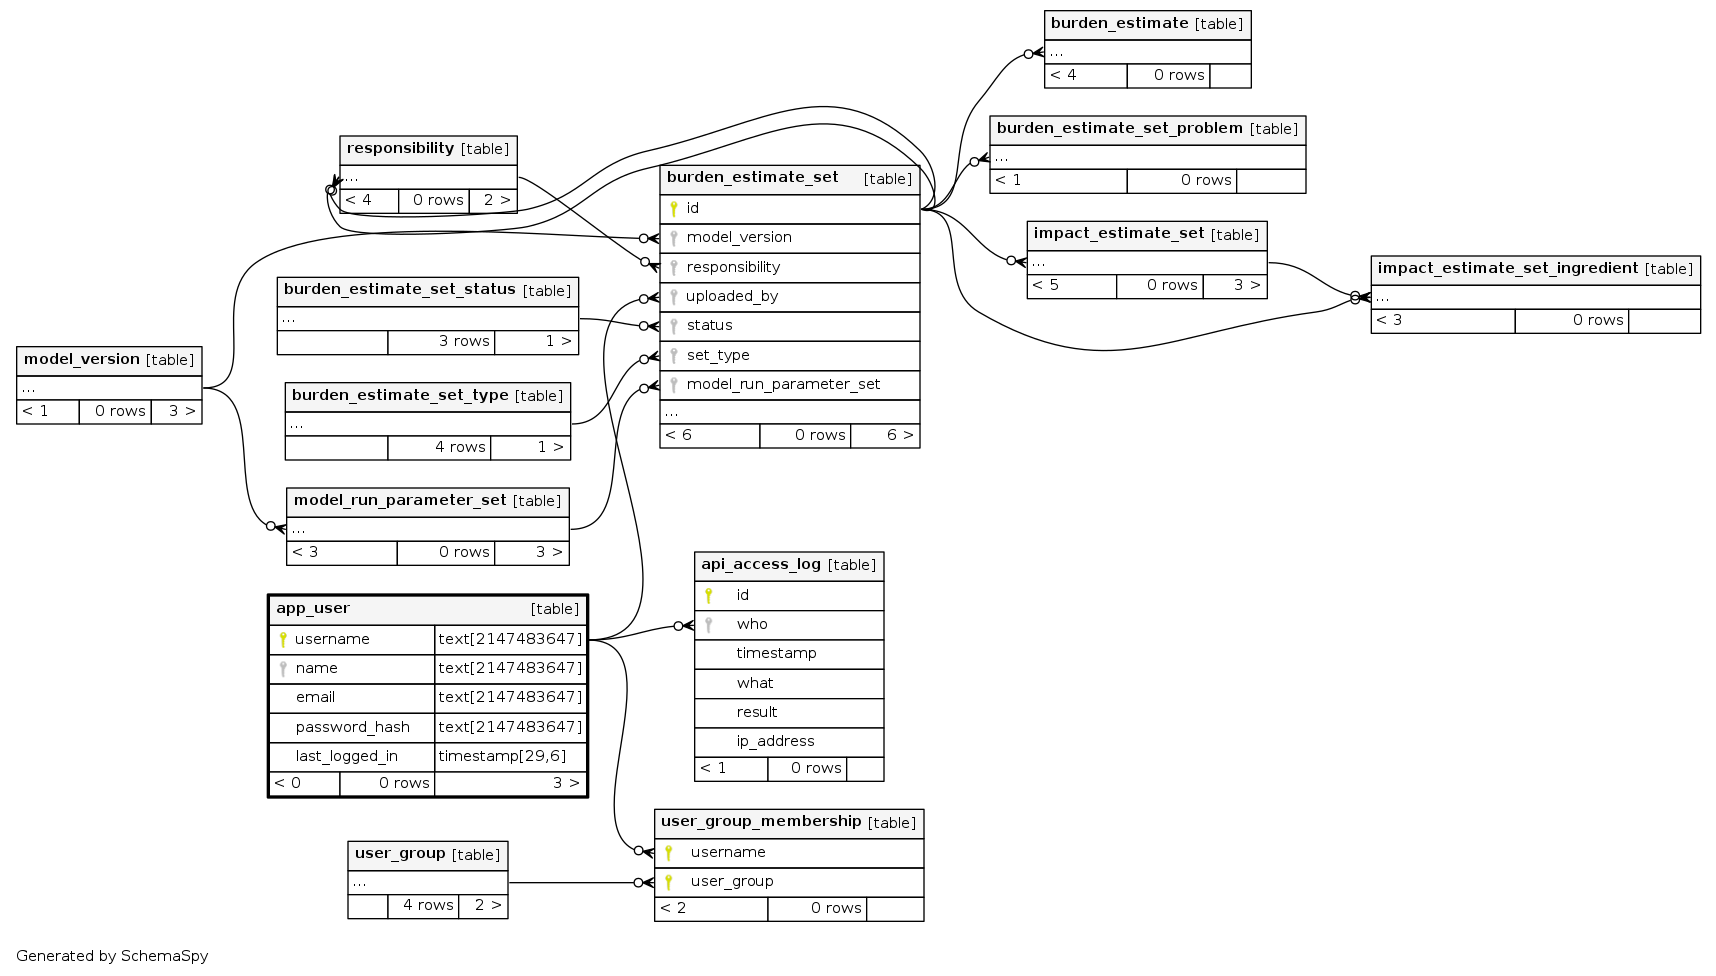 burden_estimate [table]
...
< 4 0 rows
burden_estimate_set_problem [table]
...
< 1 0 rows
responsibility [table]
...
< 4 0 rows 2 >
burden_estimate_set [table]
id
model_version
responsibility
uploaded_by
status
set_type
model_run_parameter_set
...
< 6 0 rows 6 >
impact_estimate_set [table]
...
< 5 0 rows 3 >
impact_estimate_set_ingredient [table]
...
< 3 0 rows
burden_estimate_set_status [table]
...
3 rows 1 >
model_version [table]
...
< 1 0 rows 3 >
burden_estimate_set_type [table]
...
4 rows 1 >
model_run_parameter_set [table]
...
< 3 0 rows 3 >
app_user [table]
username text[2147483647]
name text[2147483647]
email text[2147483647]
password_hash text[2147483647]
last_logged_in timestamp[29,6]
< 0 0 rows 3 >
api_access_log [table]
id
who
timestamp
what
result
ip_address
< 1 0 rows
user_group_membership [table]
username
user_group
< 2 0 rows
user_group [table]
...
4 rows 2 >
Generated by SchemaSpy